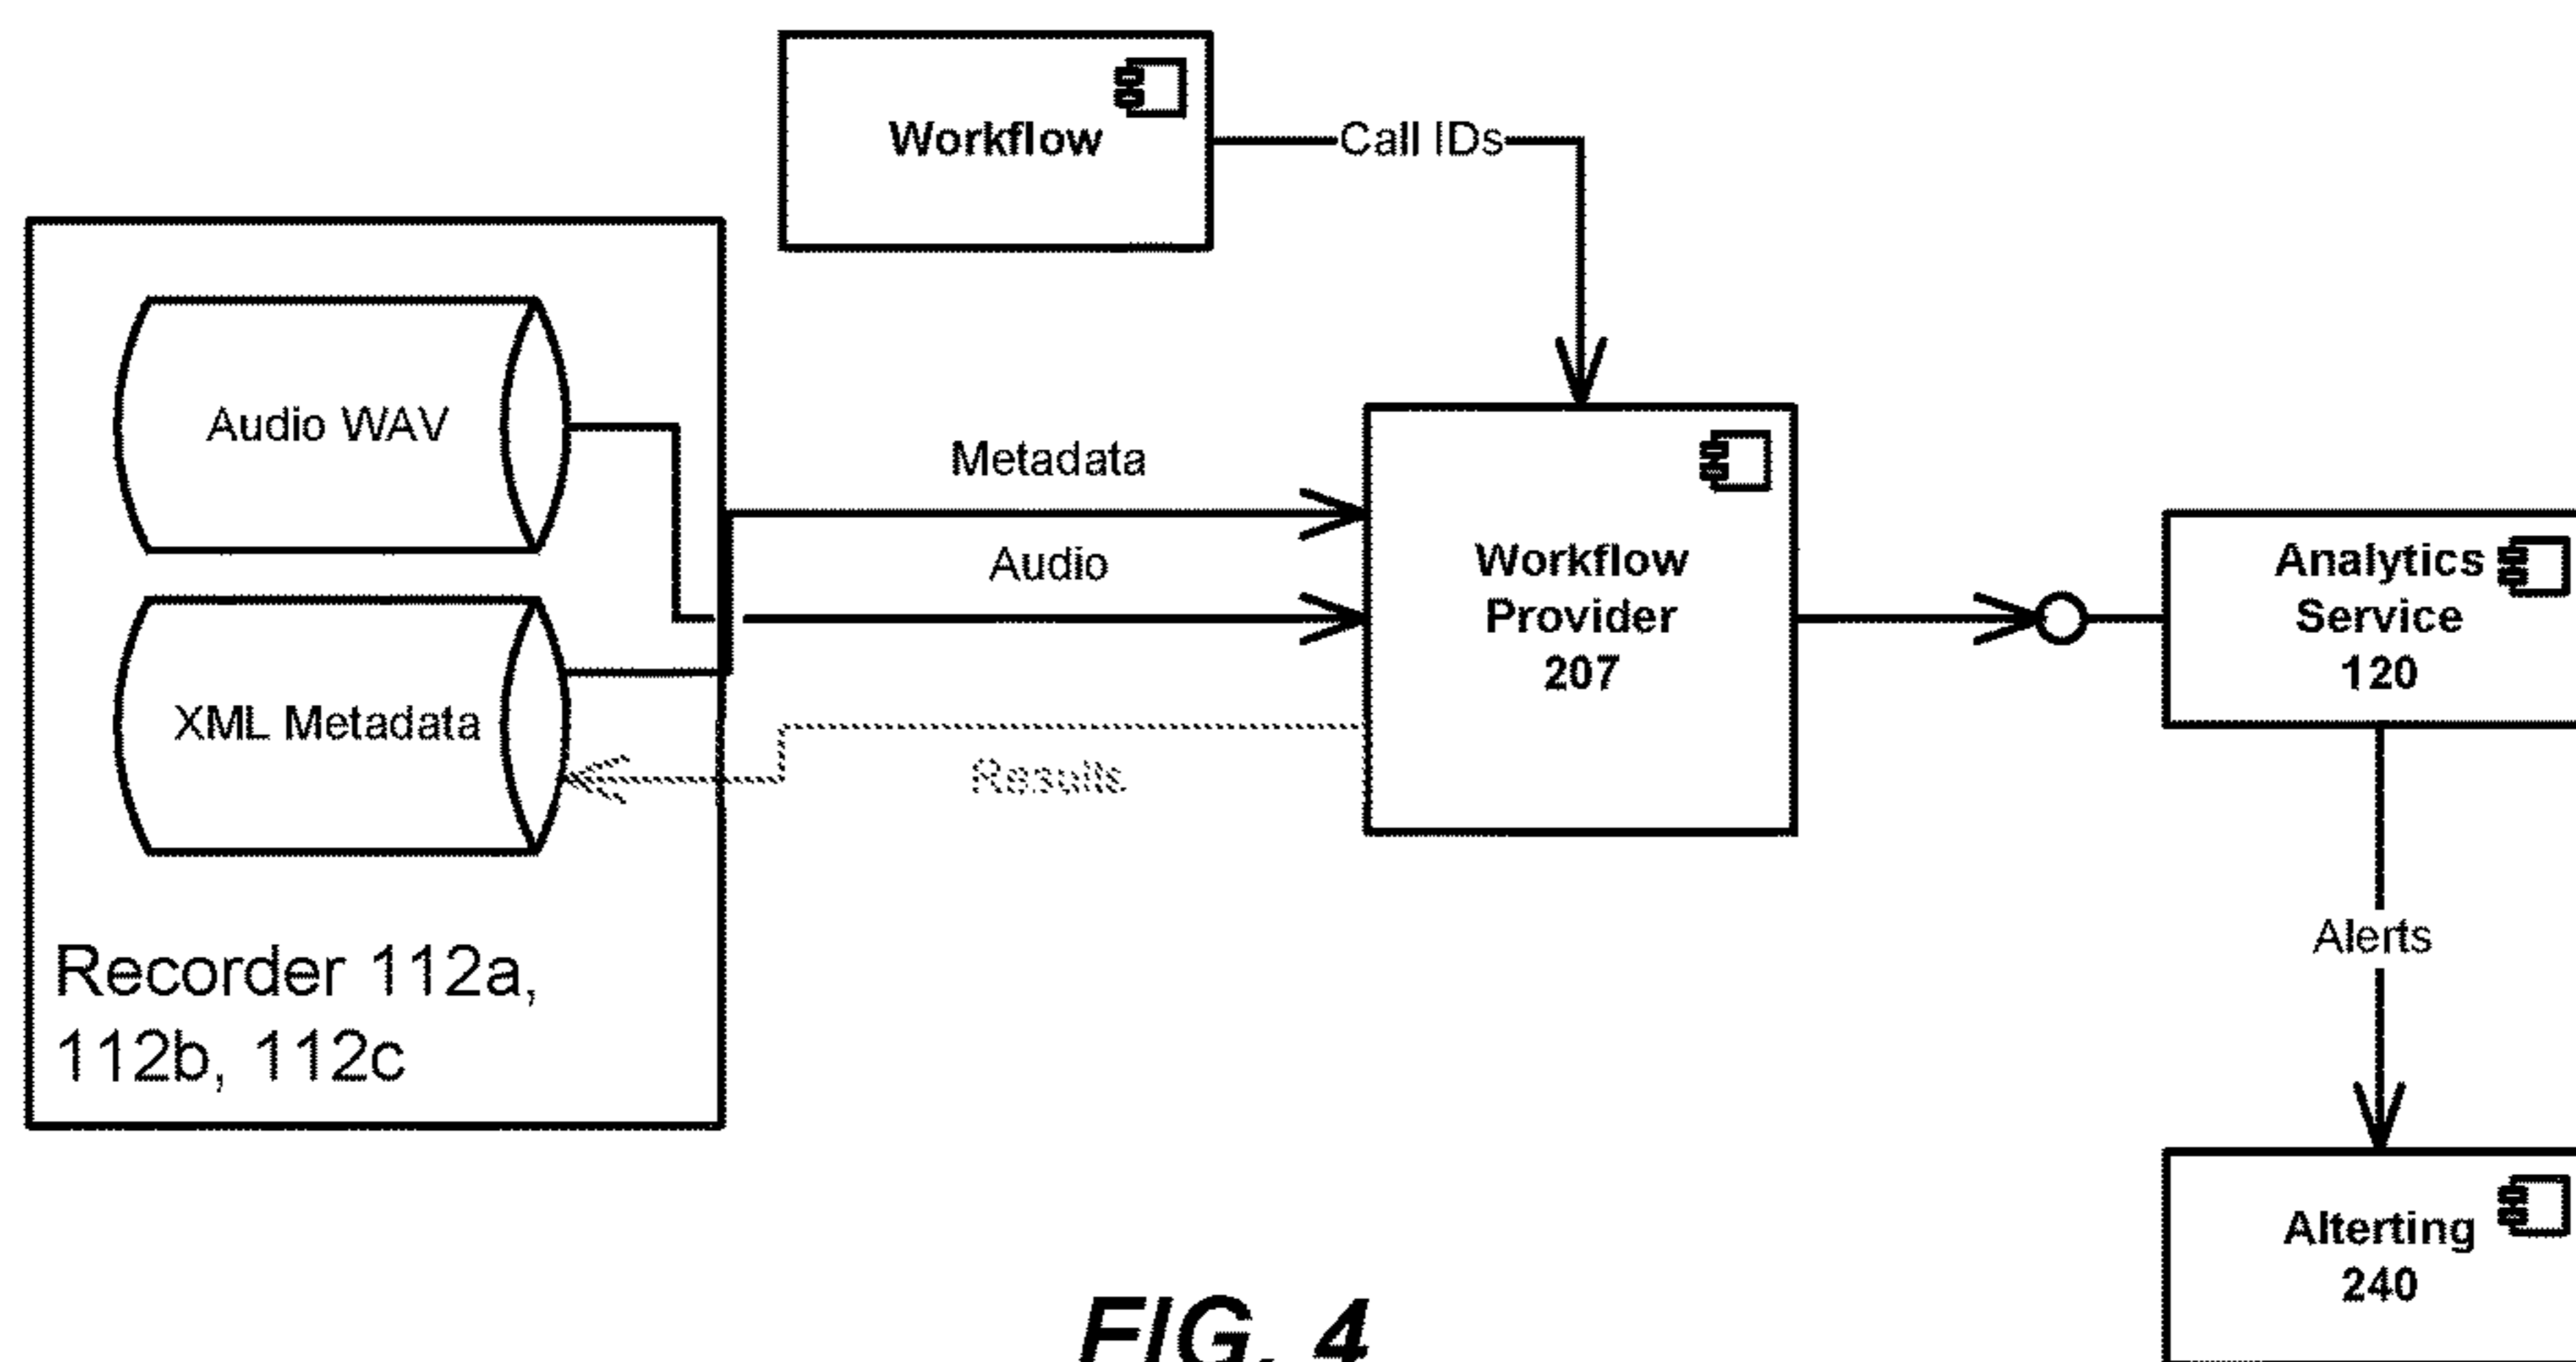 Workflow
Call IDs
Audio WAV
Metadata
Audio
XML Metadata
Results
Workflow
Provider
207
Analytics
Service
120
Alerts
Recorder 112a,
112b, 112c
Alterting
240
FIG. 4